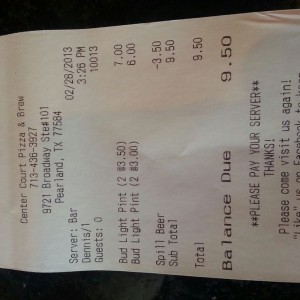 Center Court Pizza & Brew
713-436-3927
9721 Broadway Ste#101
Pearland, TX 77584
Server: Bar 02/26/2013
Dennis/1 3:26 PM
Guests: 0 10013
Bud Light Pint (2 @3.50) 7.00
Bud Light Pint (2 @3.00) 6.00
Spill Beer -3.50
Sub Total 9.50
Total 9.50
Balance Due 9.50
**PLEASE PAY YOUR SERVER**
THANKS!
Please come visit us again!
"Like" us on Facebook